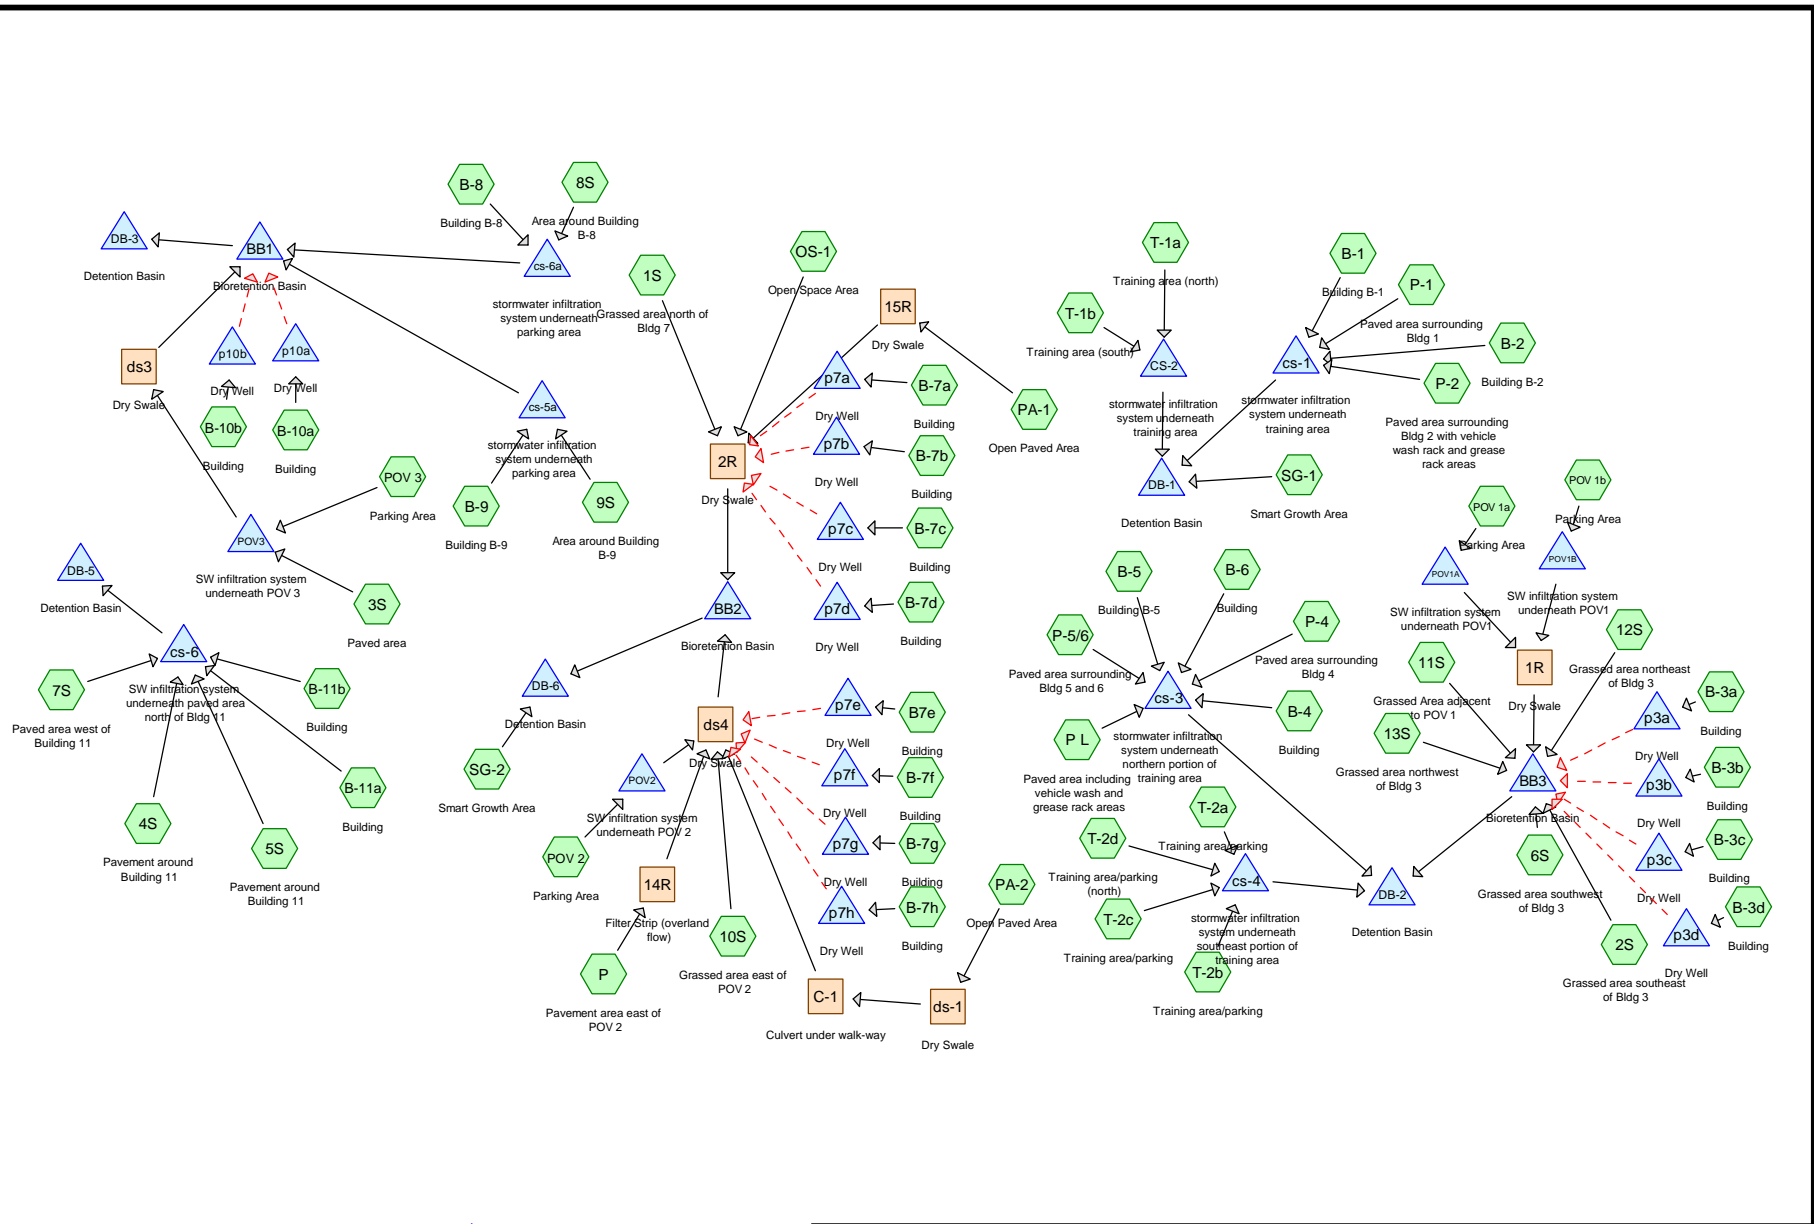 B-8
Building B-8
8S
Area around Building
B-8
DB-3
Detention Basin
BB1
Bioretention Basin
cs-6a
stormwater infiltration
system underneath
parking area
ds3
Dry Swale
p10b
Dry Well
p10a
Dry Well
B-10b
Building
B-10a
Building
cs-5a
stormwater infiltration
system underneath
parking area
POV 3
Parking Area
B-9
Building B-9
9S
Area around Building
B-9
POV3
SW infiltration system
underneath POV 3
3S
Paved area
DB-5
Detention Basin
cs-6
SW infiltration system
underneath paved area
north of Bldg 11
7S
Paved area west of
Building 11
B-11b
Building
B-11a
Building
4S
Pavement around
Building 11
5S
Pavement around
Building 11
1S
Grassed area north of
Bldg 7
OS-1
Open Space Area
15R
Dry Swale
PA-1
Open Paved Area
2R
Dry Swale
p7a
Dry Well
B-7a
Building
p7b
Dry Well
B-7b
Building
p7c
Dry Well
B-7c
Building
p7d
Dry Well
B-7d
Building
BB2
Bioretention Basin
DB-6
Detention Basin
SG-2
Smart Growth Area
ds4
Dry Swale
p7e
Dry Well
B7e
Building
p7f
Dry Well
B-7f
Building
p7g
Dry Well
B-7g
Building
p7h
Dry Well
B-7h
Building
POV2
SW infiltration system
underneath POV 2
POV 2
Parking Area
14R
Filter Strip (overland
flow)
P
Pavement area east of
POV 2
10S
Grassed area east of
POV 2
C-1
Culvert under walk-way
ds-1
Dry Swale
PA-2
Open Paved Area
T-1a
Training area (north)
T-1b
Training area (south)
CS-2
stormwater infiltration
system underneath
training area
B-1
Building B-1
P-1
Paved area surrounding
Bldg 1
B-2
Building B-2
P-2
Paved area surrounding
Bldg 2 with vehicle
wash rack and grease
rack areas
cs-1
stormwater infiltration
system underneath
training area
DB-1
Detention Basin
SG-1
Smart Growth Area
B-5
Building B-5
B-6
Building
P-5/6
Paved area surrounding
Bldg 5 and 6
P-4
Paved area surrounding
Bldg 4
cs-3
stormwater infiltration
system underneath
northern portion of
training area
B-4
Building
P L
Paved area including
vehicle wash and
grease rack areas
T-2a
Training area/parking
T-2d
Training area/parking
(north)
T-2c
Training area/parking
cs-4
stormwater infiltration
system underneath
southeast portion of
training area
T-2b
Training area/parking
DB-2
Detention Basin
POV 1a
Parking Area
POV 1b
Parking Area
POV1A
SW infiltration system
underneath POV1
POV1B
SW infiltration system
underneath POV1
1R
Dry Swale
11S
Grassed Area adjacent
to POV 1
12S
Grassed area northeast
of Bldg 3
13S
Grassed area northwest
of Bldg 3
BB3
Bioretention Basin
p3a
Dry Well
B-3a
Building
p3b
Dry Well
B-3b
Building
p3c
Dry Well
B-3c
Building
p3d
Dry Well
B-3d
Building
6S
Grassed area southwest
of Bldg 3
2S
Grassed area southeast
of Bldg 3